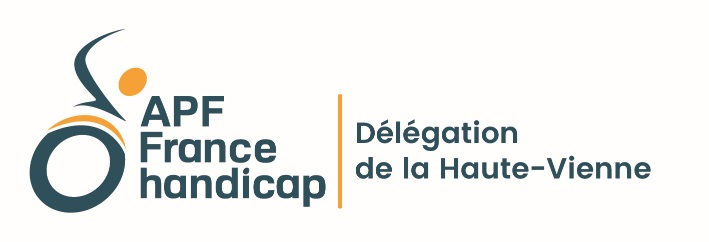 APF
France
handicap
Délégation
de la Haute-Vienne